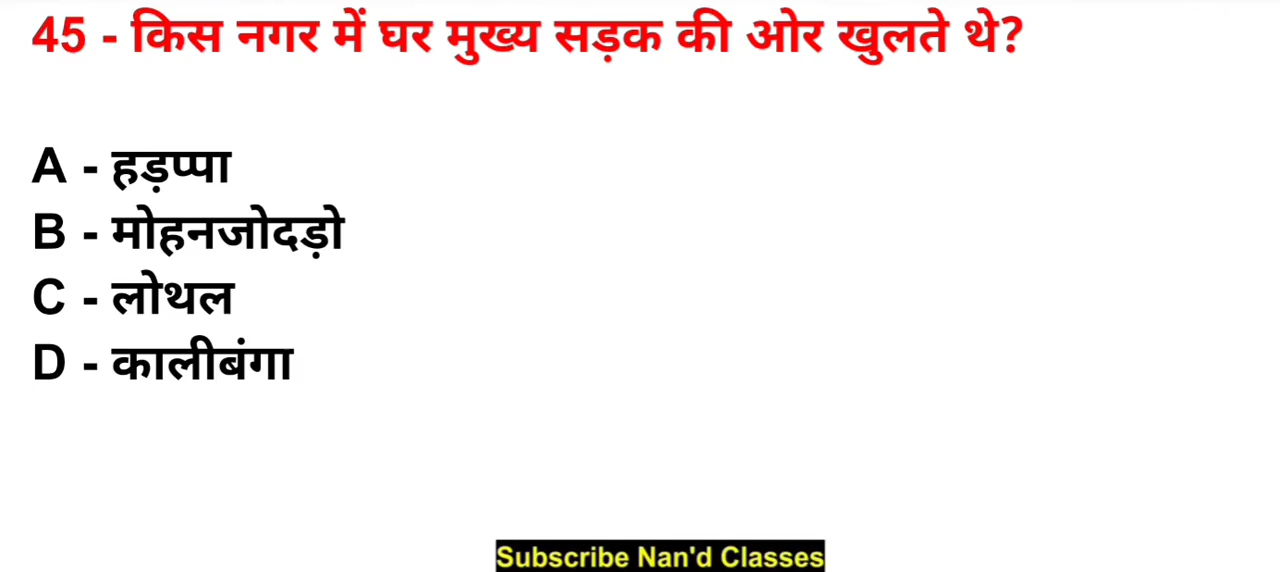 45 - किस नगर में घर मुख्य सड़क की ओर खुलते थे?
A - हड़प्पा
B - मोहनजोदड़ो
C - लोथल
D - कालीबंगा
Subscribe Nan'd Classes